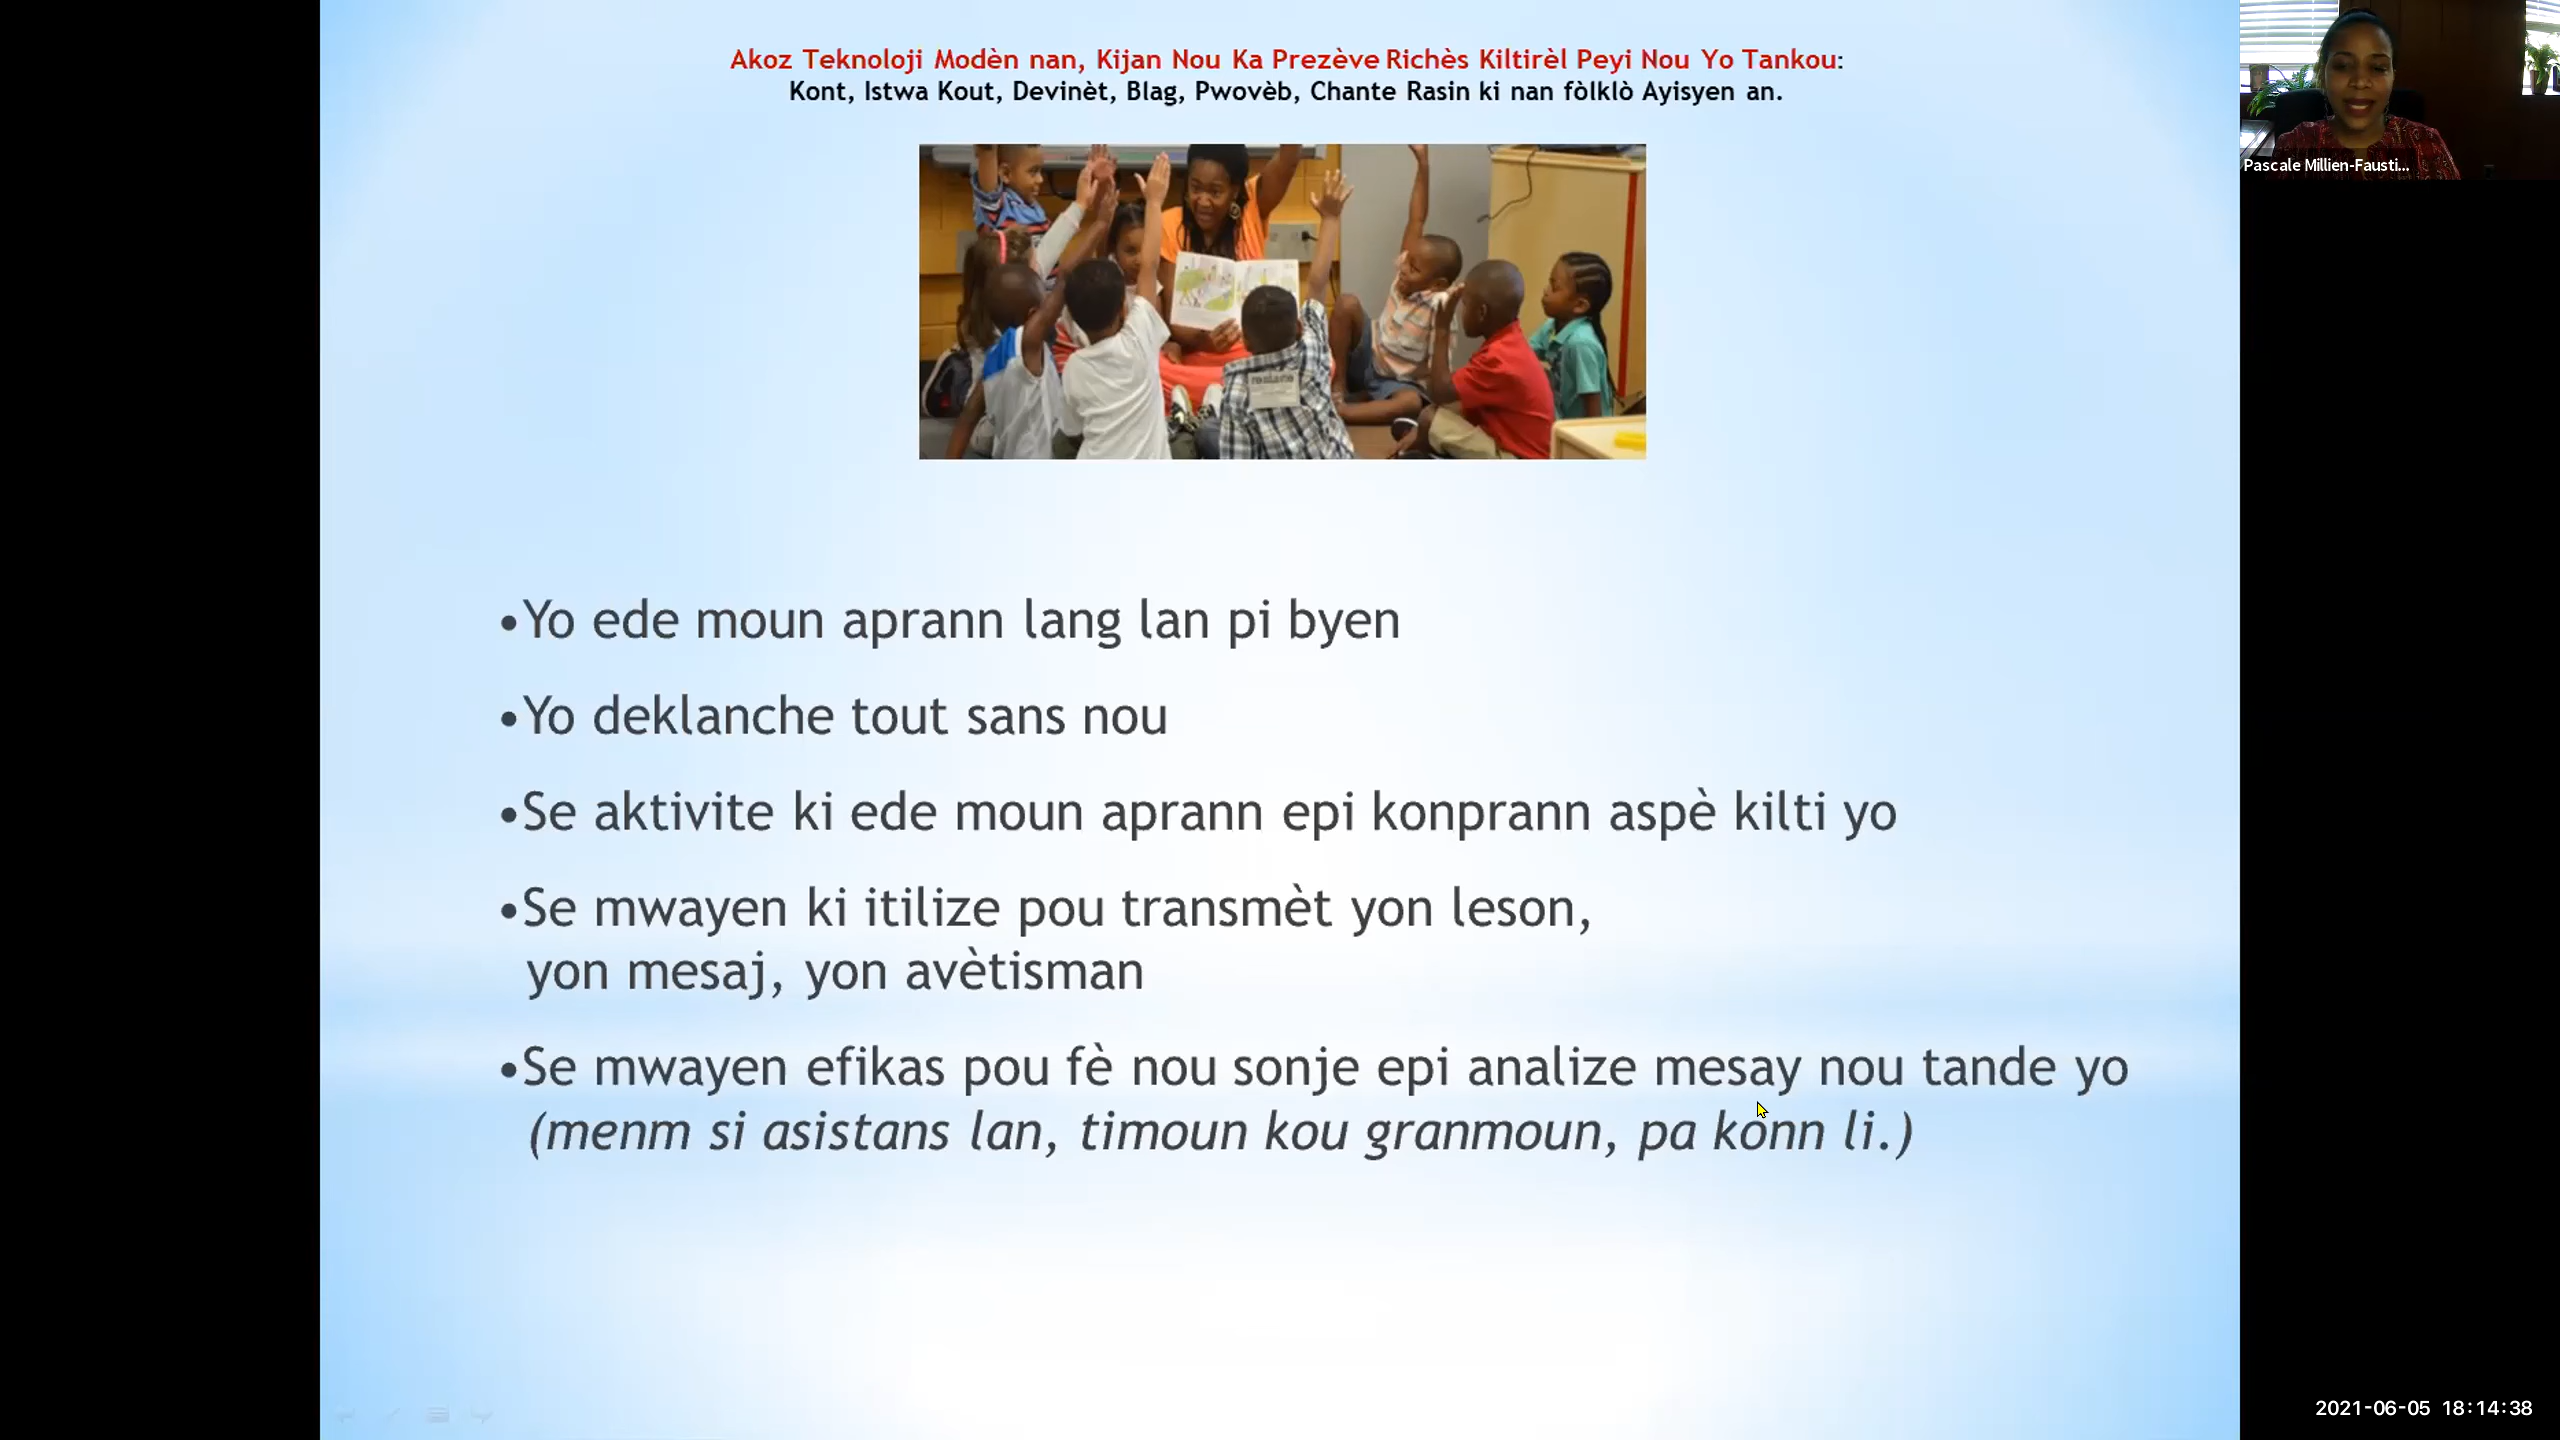 Akoz Teknoloji Modèn nan, Kijan Nou Ka Prezève Richès Kiltirèl Peyi Nou Yo Tankou:
Kont, Istwa Kout, Devinèt, Blag, Pwovèb, Chante Rasin ki nan fòlklò Ayisyen an.
Pascale Millien-Fausti...
•Yo ede moun aprann lang lan pi byen
•Yo deklanche tout sans nou
•Se aktivite ki ede moun aprann epi konprann aspè kilti yo
•Se mwayen ki itilize pou transmèt yon leson,
yon mesaj, yon avètisman
•Se mwayen efikas pou fè nou sonje epi analize mesay nou tande yo
(menm si asistans lan, timoun kou granmoun, pa konn li.)
2021-06-05 18:14:38